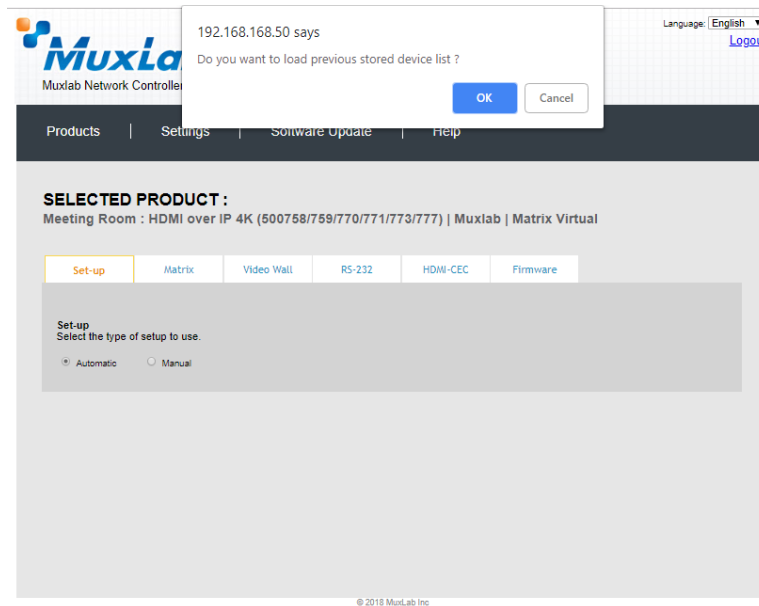 192.168.168.50 says
Do you want to load previous stored device list ?
OK Cancel
Language: English
Logou
MuxLa
Muxlab Network Controller
Products | Settings | Software Update | Help
SELECTED PRODUCT :
Meeting Room : HDMI over IP 4K (500758/759/770/771/773/777) | Muxlab | Matrix Virtual
Set-up Matrix Video Wall RS-232 HDMI-CEC Firmware
Set-up
Select the type of setup to use.
Automatic Manual
© 2018 MuxLab Inc